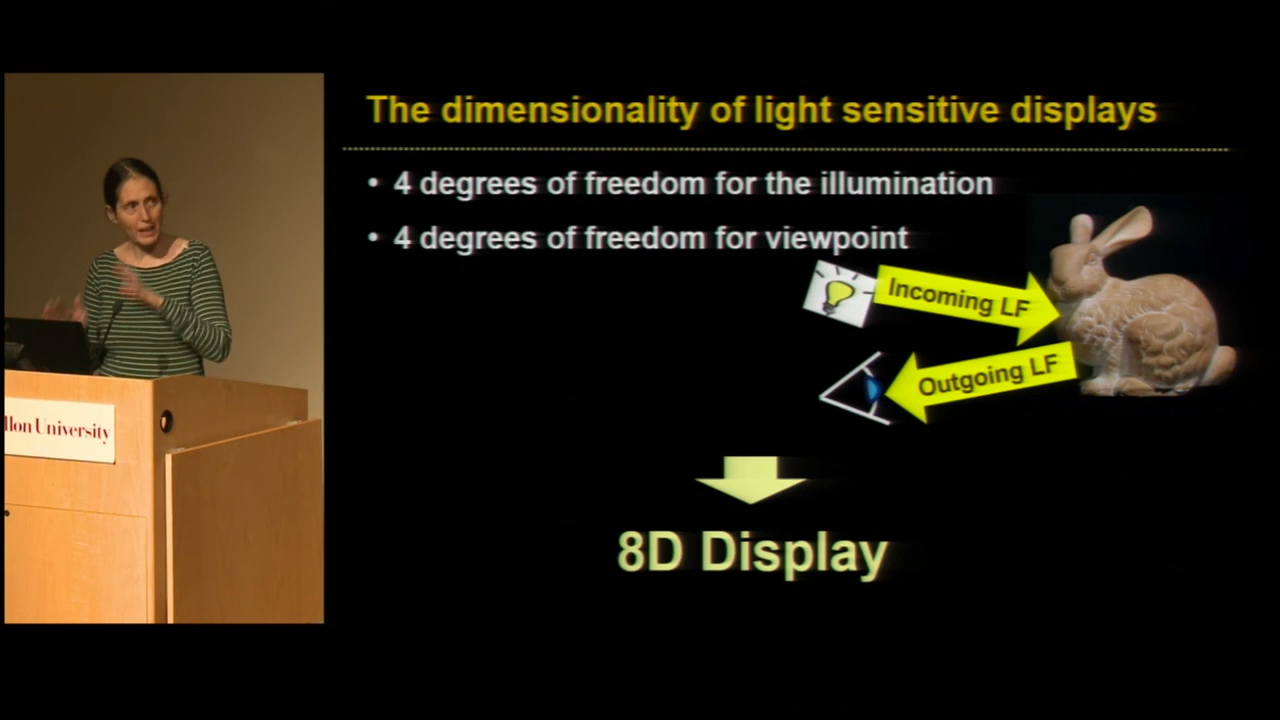 The dimensionality of light sensitive displays
• 4 degrees of freedom for the illumination
• 4 degrees of freedom for viewpoint
Incoming LF
Outgoing LF
8D Display
llon University